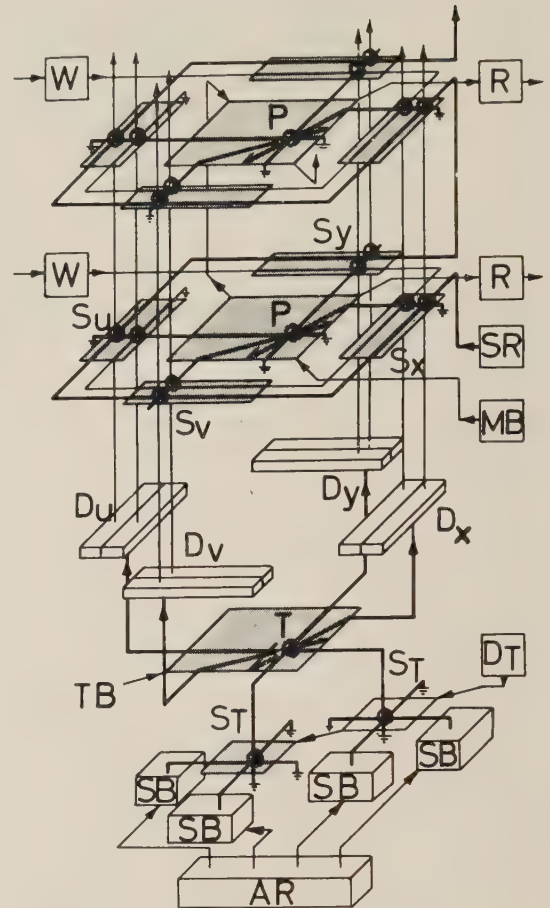 W P R
Sy
W P R
Su
SR
Sx
Sv
MB
Du Dy Dx
Dv
T
TB
ST DT
ST
SB SB SB
SB
AR